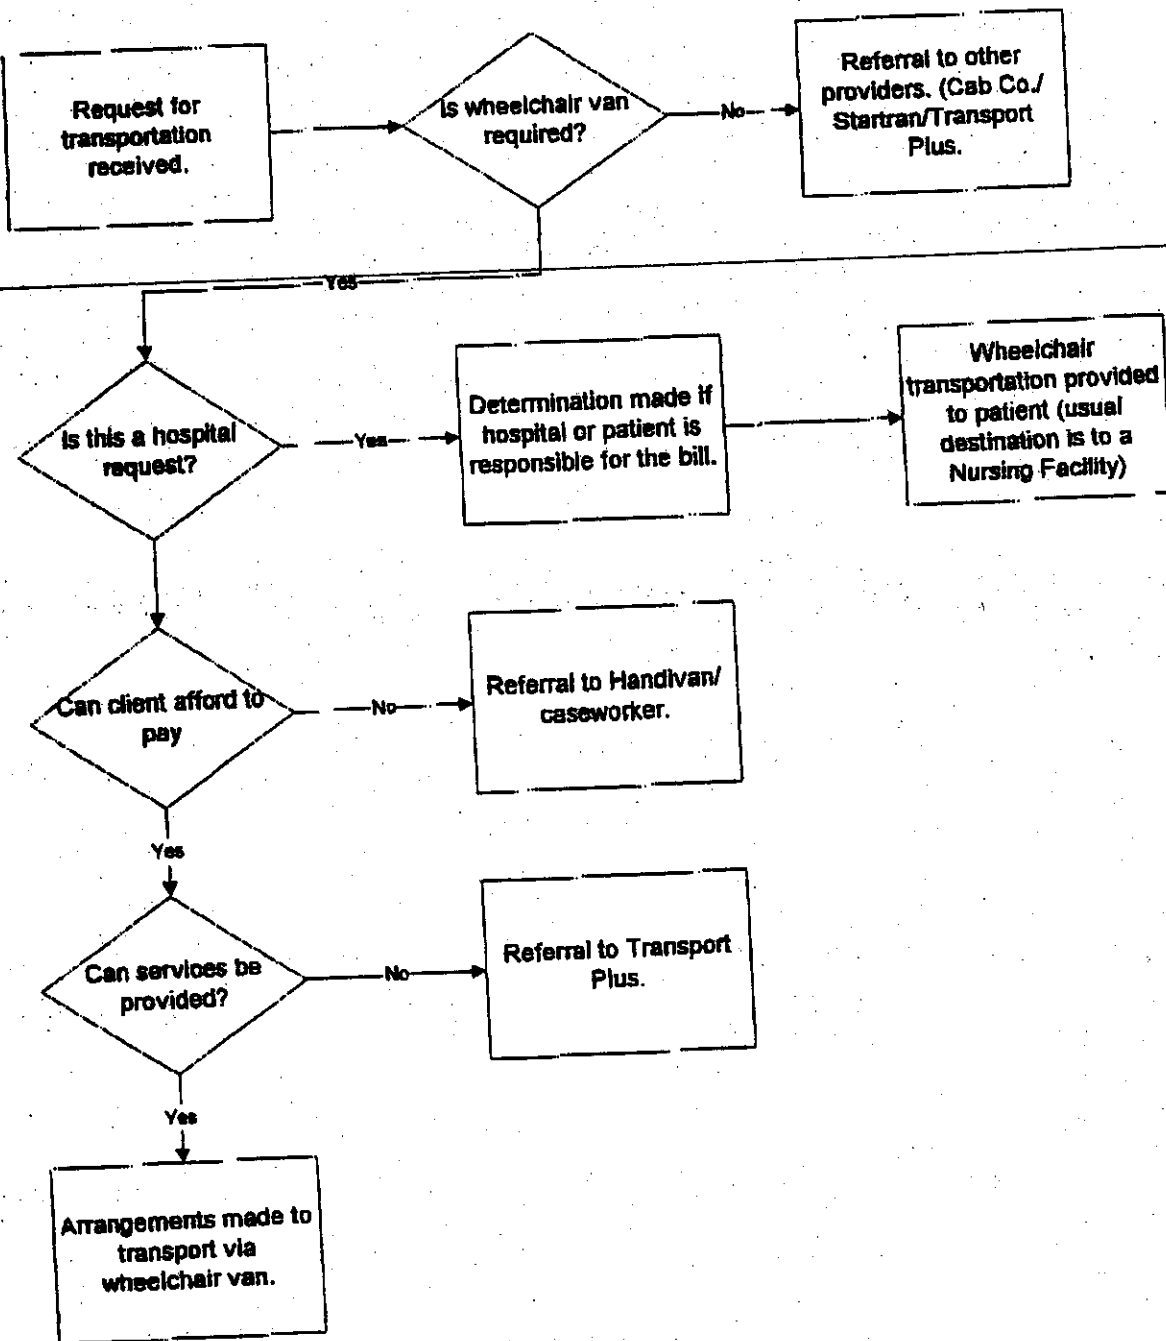 Request for
transportation
received.
Is wheelchair van
required?
No
Referral to other
providers. (Cab Co./
Startran/Transport
Plus.
Yes
Is this a hospital
request?
Yes
Determination made if
hospital or patient is
responsible for the bill.
Wheelchair
transportation provided
to patient (usual
destination is to a
Nursing Facility)
Can client afford to
pay
No
Referral to Handivan/
caseworker.
Yes
Can services be
provided?
No
Referral to Transport
Plus.
Yes
Arrangements made to
transport via
wheelchair van.